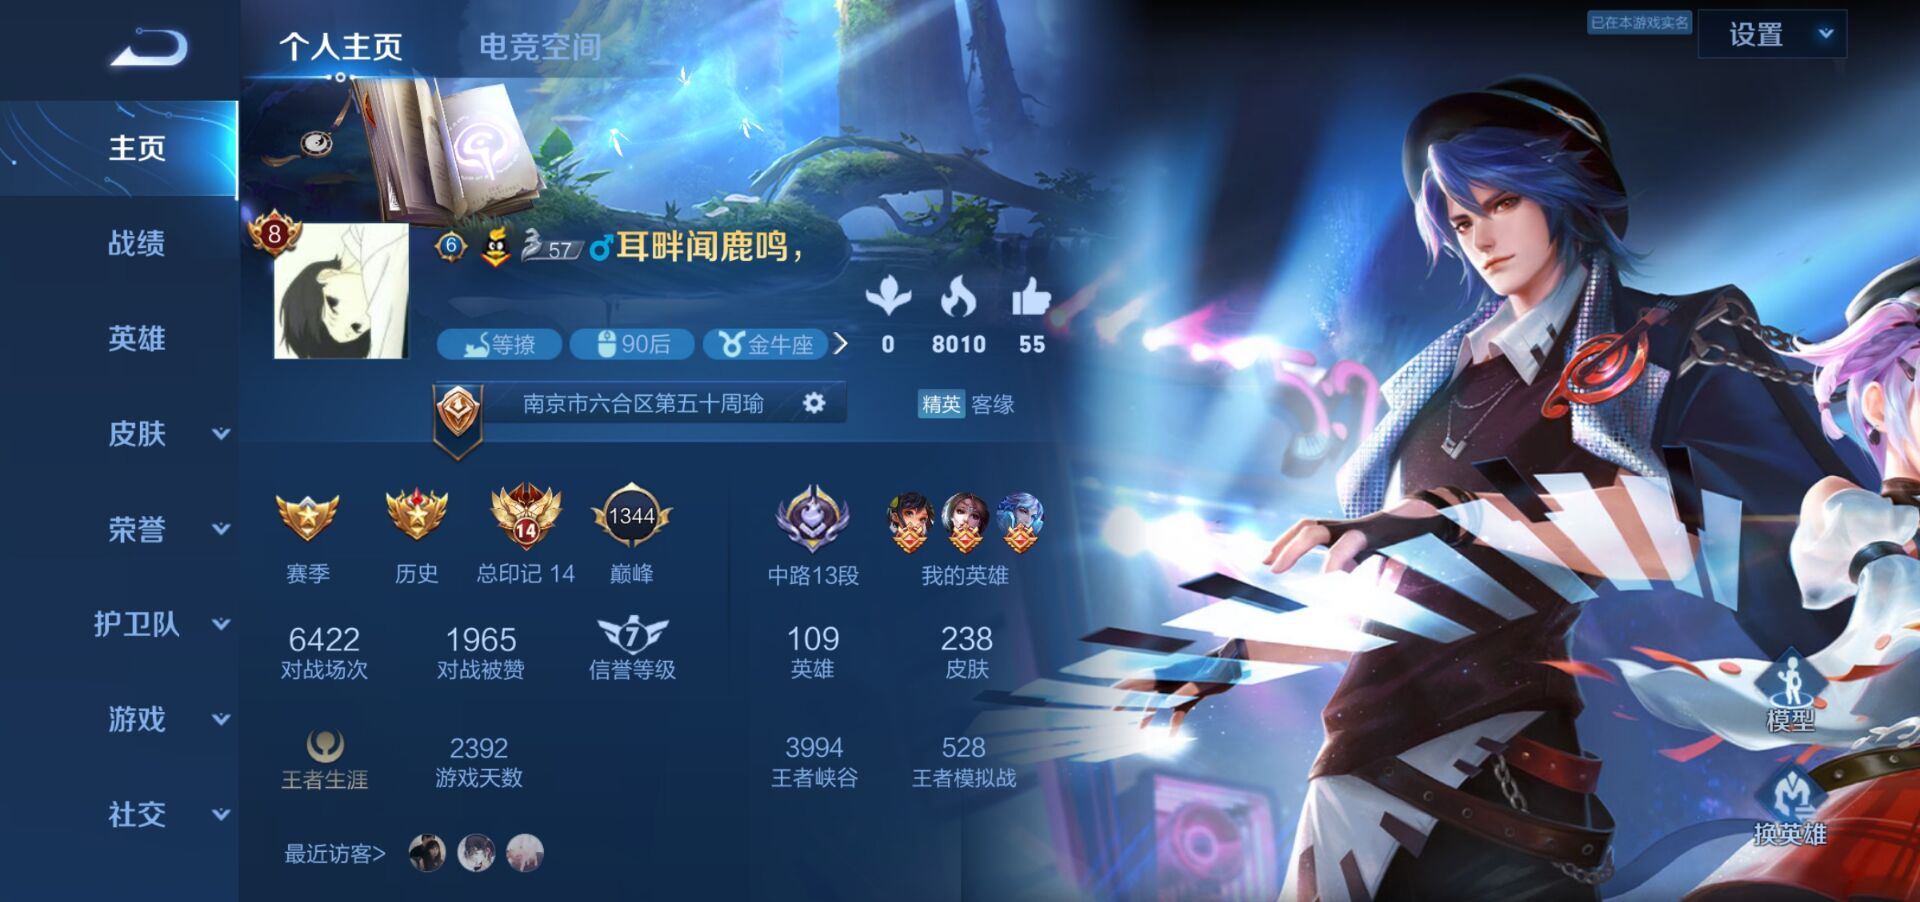 个人主页
电竞空间
已在本游戏实名
设置
主页
战绩
英雄
皮肤
荣誉
护卫队
游戏
社交
8
6
57
耳畔闻鹿鸣，
等撩
90后
金牛座
0
8010
55
南京市六合区第五十周瑜
精英 客缘
14
1344
赛季
历史
总印记 14
巅峰
中路13段
我的英雄
6422
对战场次
1965
对战被赞
7
信誉等级
109
英雄
238
皮肤
王者生涯
2392
游戏天数
3994
王者峡谷
528
王者模拟战
最近访客>
模型
换英雄